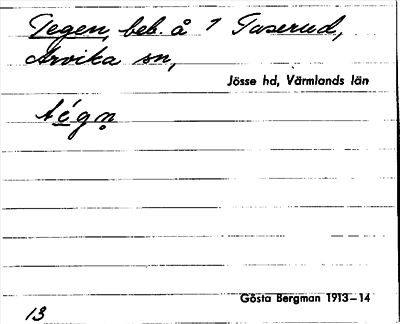 Tegen, beb. å 1 Taserud,
Arvika sn,
Jösse hd, Värmlands län
té̱gn̥
Gösta Bergman 1913–14
13